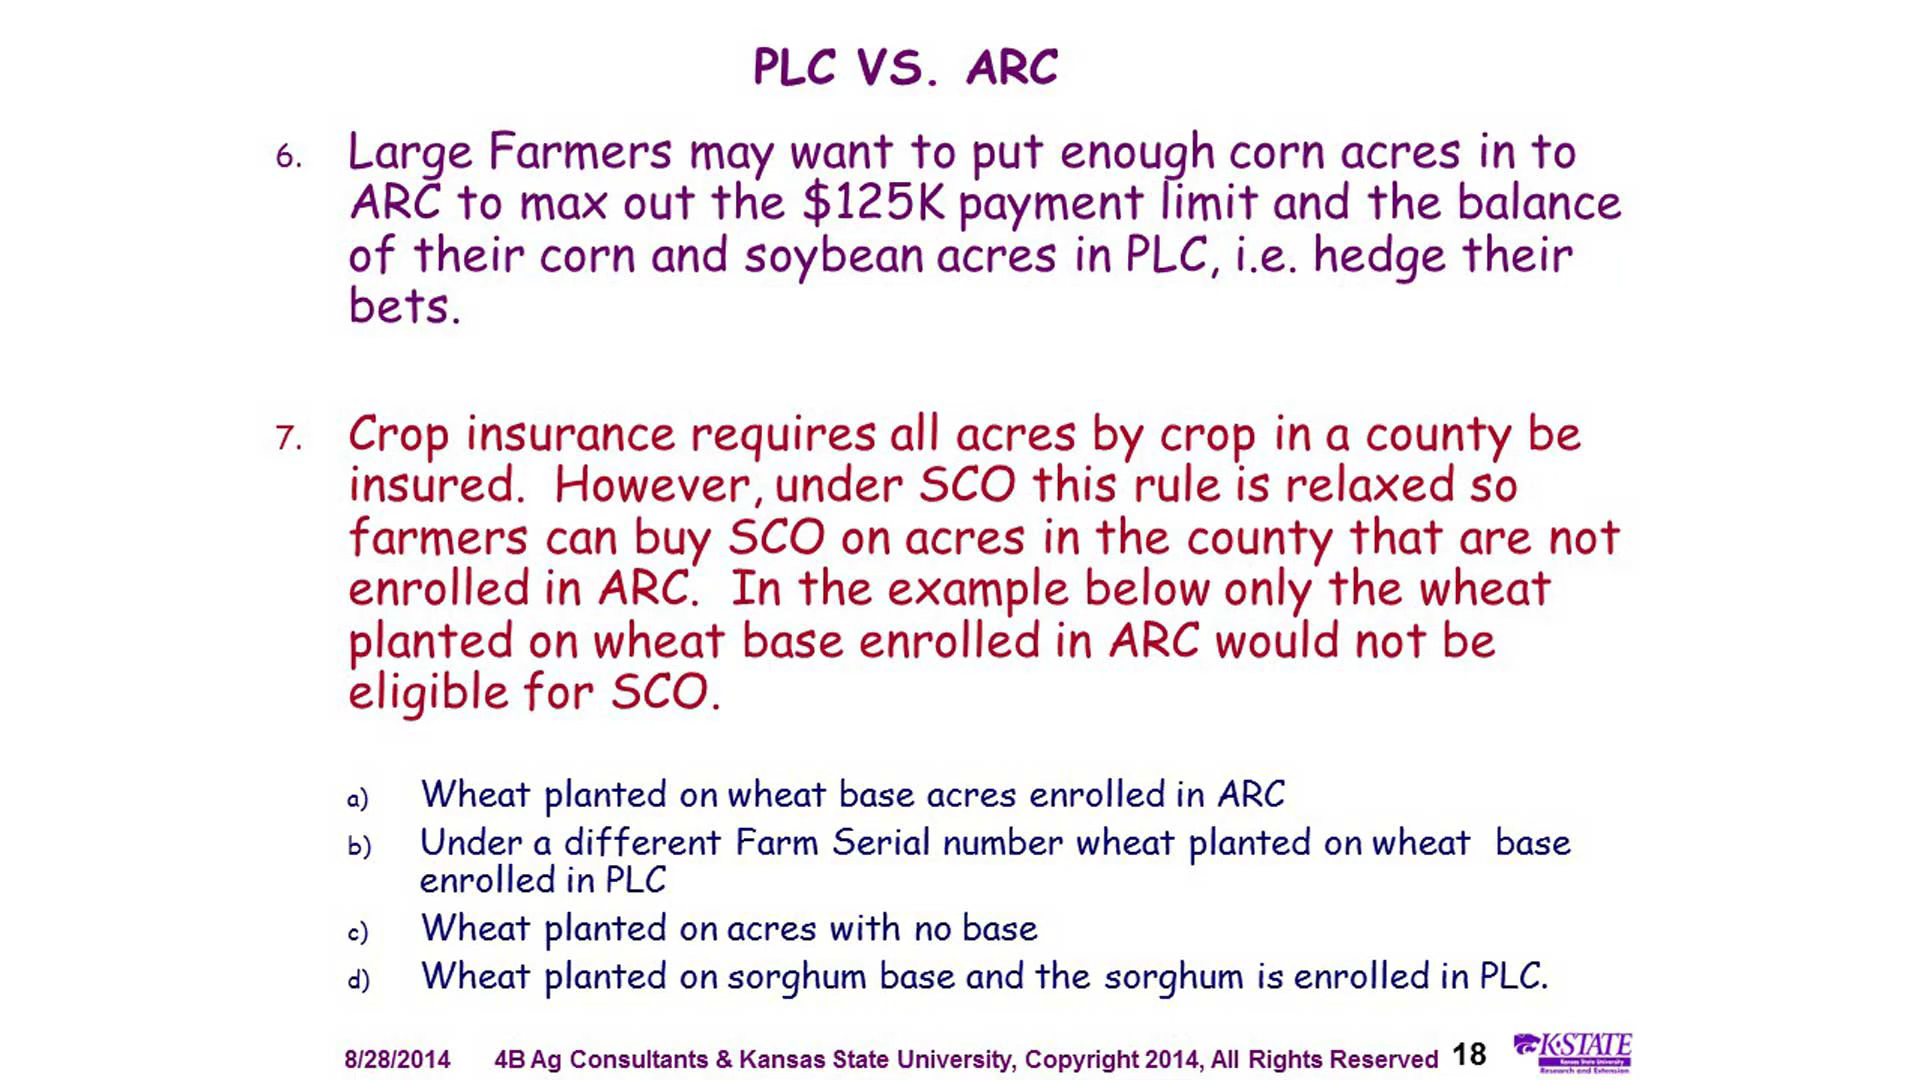 PLC VS. ARC
6. Large Farmers may want to put enough corn acres in to
ARC to max out the $125K payment limit and the balance
of their corn and soybean acres in PLC, i.e. hedge their
bets.
7. Crop insurance requires all acres by crop in a county be
insured. However, under SCO this rule is relaxed so
farmers can buy SCO on acres in the county that are not
enrolled in ARC. In the example below only the wheat
planted on wheat base enrolled in ARC would not be
eligible for SCO.
a) Wheat planted on wheat base acres enrolled in ARC
b) Under a different Farm Serial number wheat planted on wheat base
enrolled in PLC
c) Wheat planted on acres with no base
d) Wheat planted on sorghum base and the sorghum is enrolled in PLC.
8/28/2014 4B Ag Consultants & Kansas State University, Copyright 2014, All Rights Reserved 18
K-STATE
Kansas State University
Research and Extension